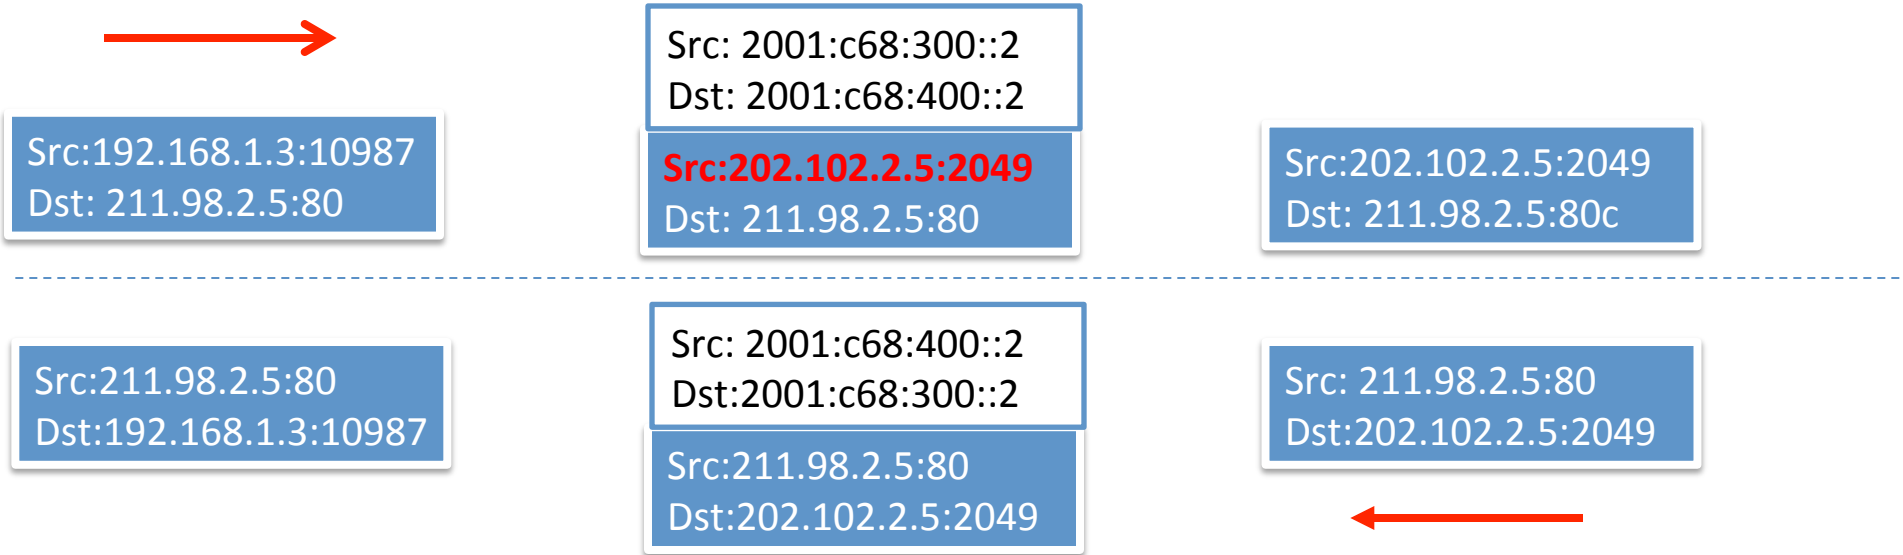 Src: 2001:c68:300::2
Dst: 2001:c68:400::2
Src:192.168.1.3:10987
Dst: 211.98.2.5:80
Src:202.102.2.5:2049
Dst: 211.98.2.5:80
Src:202.102.2.5:2049
Dst: 211.98.2.5:80c
Src: 2001:c68:400::2
Dst:2001:c68:300::2
Src:211.98.2.5:80
Dst:192.168.1.3:10987
Src:211.98.2.5:80
Dst:202.102.2.5:2049
Src: 211.98.2.5:80
Dst:202.102.2.5:2049